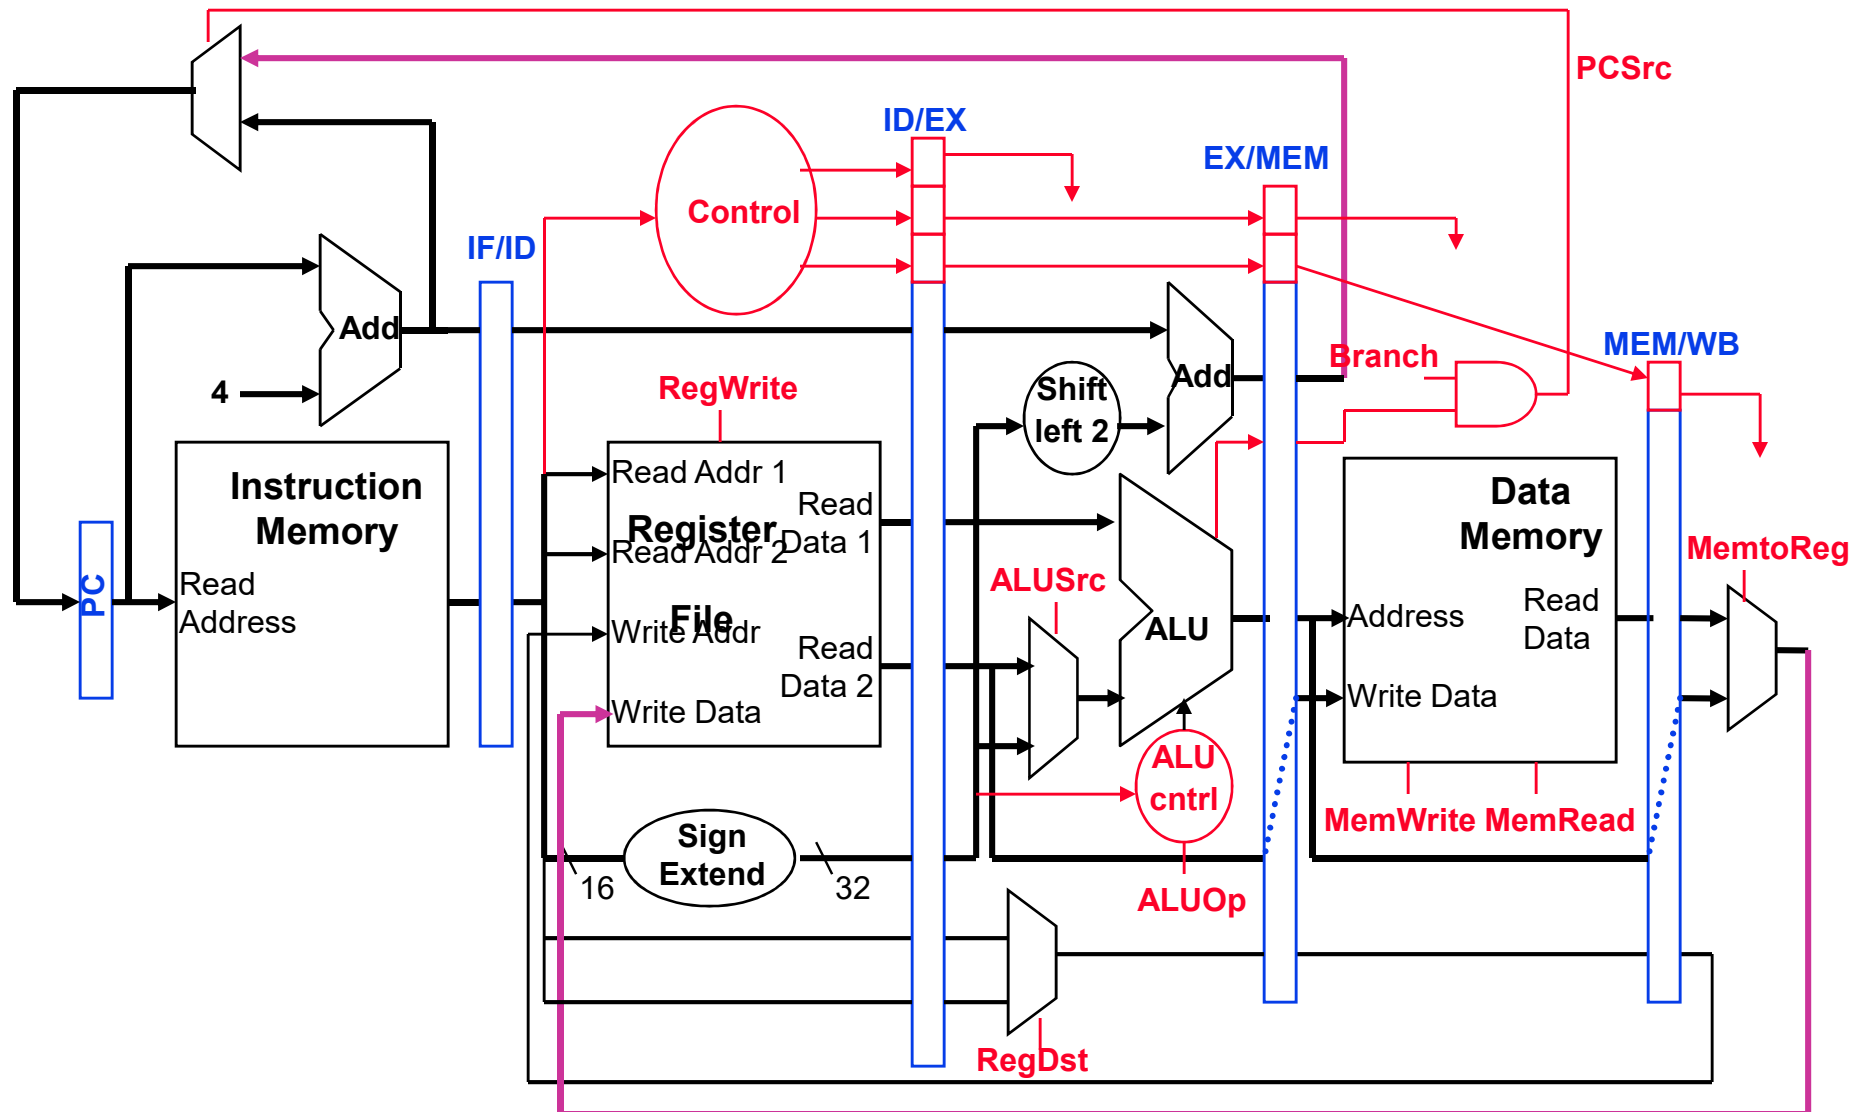 PCSrc
ID/EX
EX/MEM
Control
IF/ID
Add
4
RegWrite
Shift
left 2
Add
Branch
MEM/WB
Instruction
Memory
Read Addr 1
Read
Data 1
Register
Read Addr 2
File
Write Addr
Read
Data 2
Write Data
PC
Read
Address
ALUSrc
ALU
Data
Memory
MemtoReg
Address
Read
Data
Write Data
ALU
cntrl
MemWrite
MemRead
Sign
Extend
16
32
ALUOp
RegDst